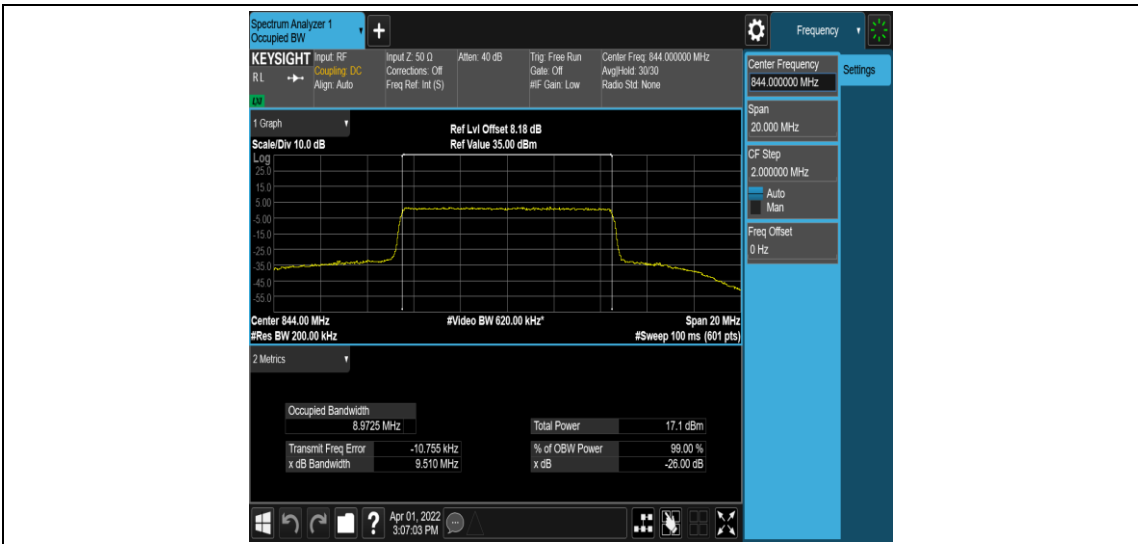 Spectrum Analyzer 1
Occupied BW
+
Frequency
KEYSIGHT
RL
LXI
Input: RF
Coupling: DC
Align: Auto
Input Z: 50 Ω
Corrections: Off
Freq Ref: Int (S)
Atten: 40 dB
Trig: Free Run
Gate: Off
#IF Gain: Low
Center Freq: 844.000000 MHz
Avg|Hold: 30/30
Radio Std: None
Center Frequency
844.000000 MHz
Settings
Span
20.000 MHz
CF Step
2.000000 MHz
Auto
Man
Freq Offset
0 Hz
1 Graph
Scale/Div 10.0 dB
Ref Lvl Offset 8.18 dB
Ref Value 35.00 dBm
Log
25.0
15.0
5.00
-5.00
-15.0
-25.0
-35.0
-45.0
-55.0
Center 844.00 MHz
#Video BW 620.00 kHz*
Span 20 MHz
#Res BW 200.00 kHz
#Sweep 100 ms (601 pts)
2 Metrics
Occupied Bandwidth
8.9725 MHz
Total Power 17.1 dBm
Transmit Freq Error -10.755 kHz
% of OBW Power 99.00 %
x dB Bandwidth 9.510 MHz
x dB -26.00 dB
?
Apr 01, 2022
3:07:03 PM